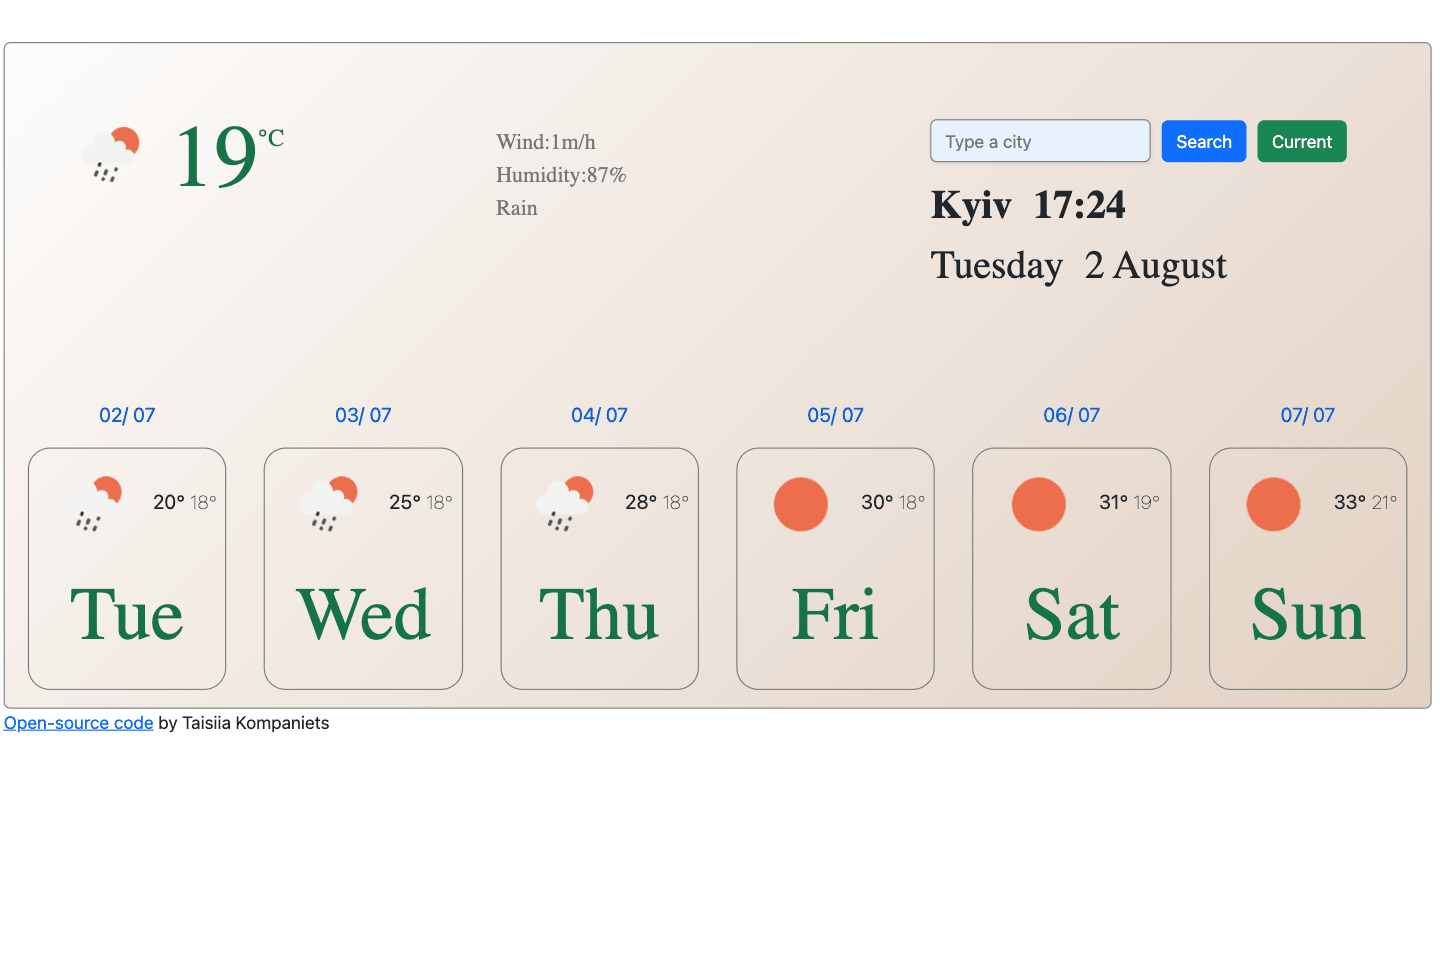 19°C
Wind:1m/h
Humidity:87%
Rain
Type a city
Search
Current
Kyiv 17:24
Tuesday 2 August
02/ 07
03/ 07
04/ 07
05/ 07
06/ 07
07/ 07
20° 18°
25° 18°
28° 18°
30° 18°
31° 19°
33° 21°
Tue
Wed
Thu
Fri
Sat
Sun
Open-source code by Taisiia Kompaniets